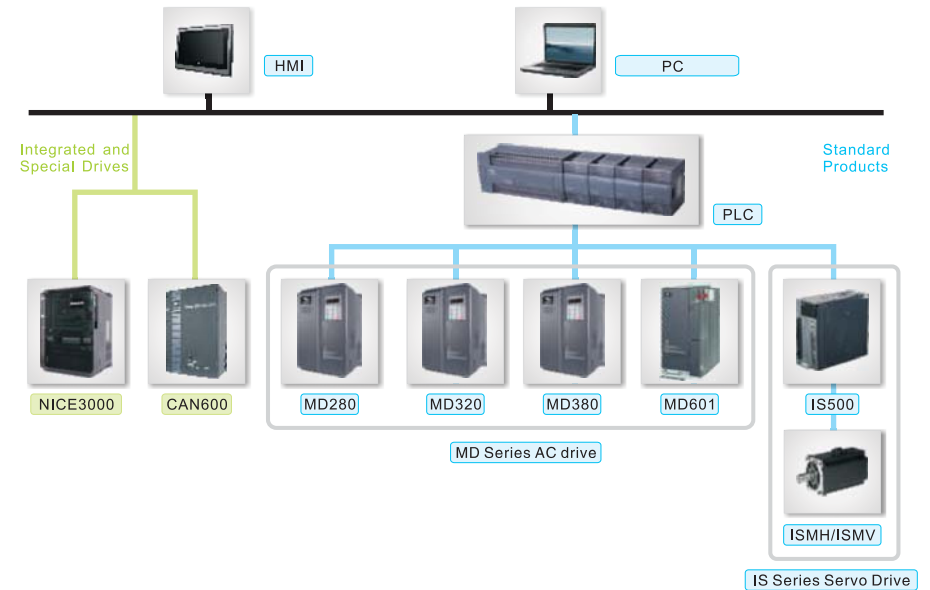 HMI
PC
Integrated and
Special Drives
Standard
Products
PLC
NICE3000
CAN600
MD280
MD320
MD380
MD601
IS500
MD Series AC drive
ISMH/ISMV
IS Series Servo Drive